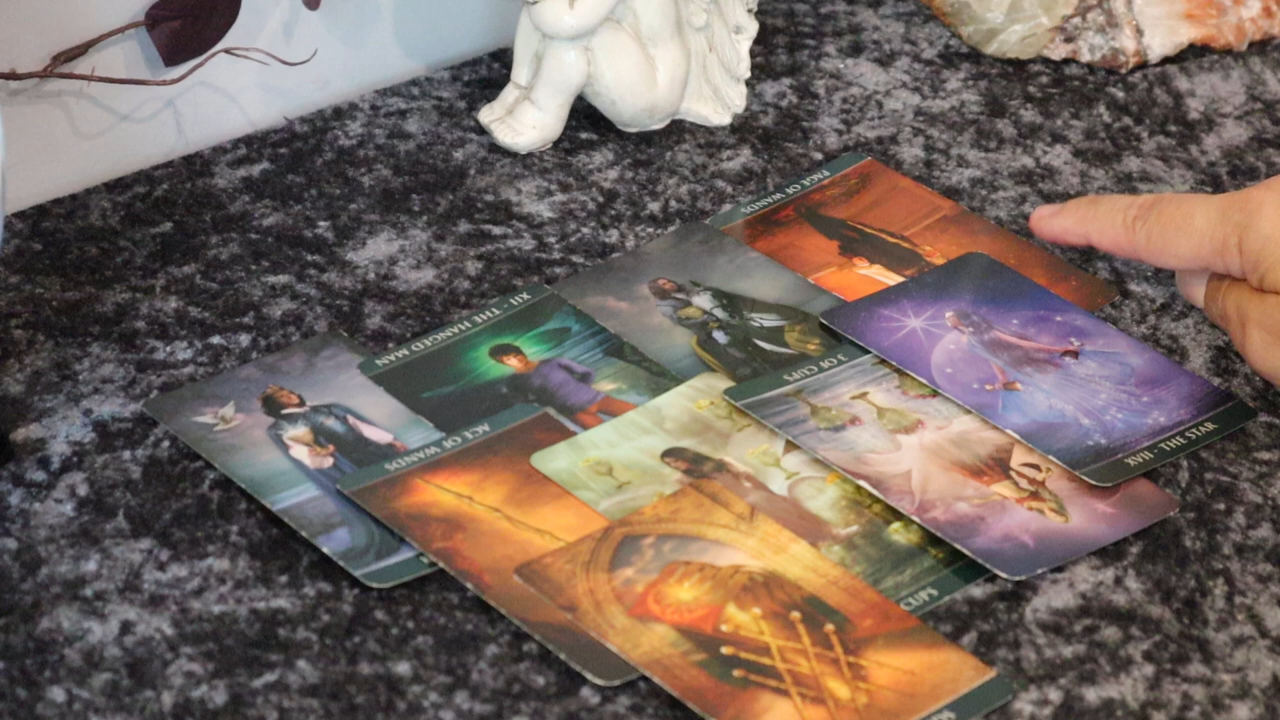 PAGE OF WANDS
XII - THE HANGED MAN
3 OF CUPS
XVII - THE STAR
ACE OF WANDS
CUPS